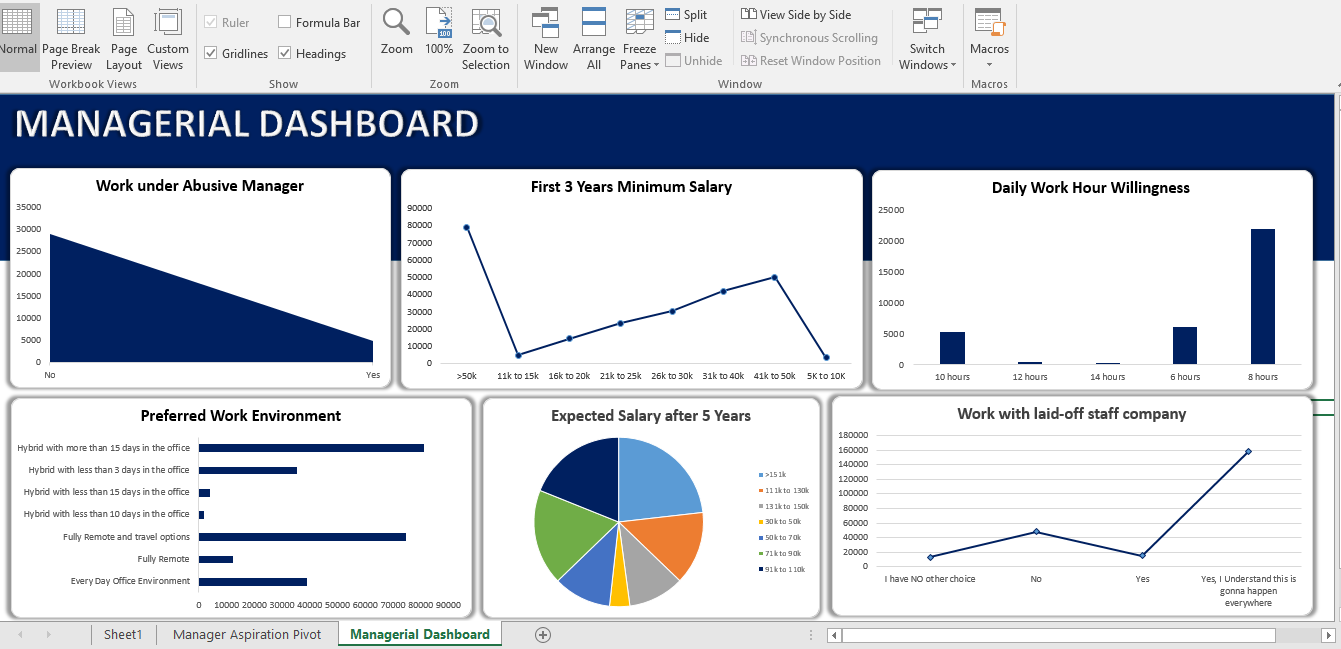 Ruler
Formula Bar
Gridlines
Headings
Normal
Page Break Preview
Page Layout
Custom Views
Workbook Views
Show
Zoom
100%
Zoom to Selection
Zoom
New Window
Arrange All
Freeze Panes
Split
Hide
Unhide
View Side by Side
Synchronous Scrolling
Reset Window Position
Switch Windows
Window
Macros
Macros
MANAGERIAL DASHBOARD
Work under Abusive Manager
35000
30000
25000
20000
15000
10000
5000
0
No Yes
First 3 Years Minimum Salary
90000
80000
70000
60000
50000
40000
30000
20000
10000
0
>50k 11k to 15k 16k to 20k 21k to 25k 26k to 30k 31k to 40k 41k to 50k 5K to 10K
Daily Work Hour Willingness
25000
20000
15000
10000
5000
0
10 hours 12 hours 14 hours 6 hours 8 hours
Preferred Work Environment
Hybrid with more than 15 days in the office
Hybrid with less than 3 days in the office
Hybrid with less than 15 days in the office
Hybrid with less than 10 days in the office
Fully Remote and travel options
Fully Remote
Every Day Office Environment
0 10000 20000 30000 40000 50000 60000 70000 80000 90000
Expected Salary after 5 Years
>151k
111k to 130k
131k to 150k
30k to 50k
50k to 70k
71k to 90k
91k to 110k
Work with laid-off staff company
180000
160000
140000
120000
100000
80000
60000
40000
20000
0
I have NO other choice No Yes Yes, I Understand this is
gonna happen
everywhere
Sheet1 Manager Aspiration Pivot Managerial Dashboard